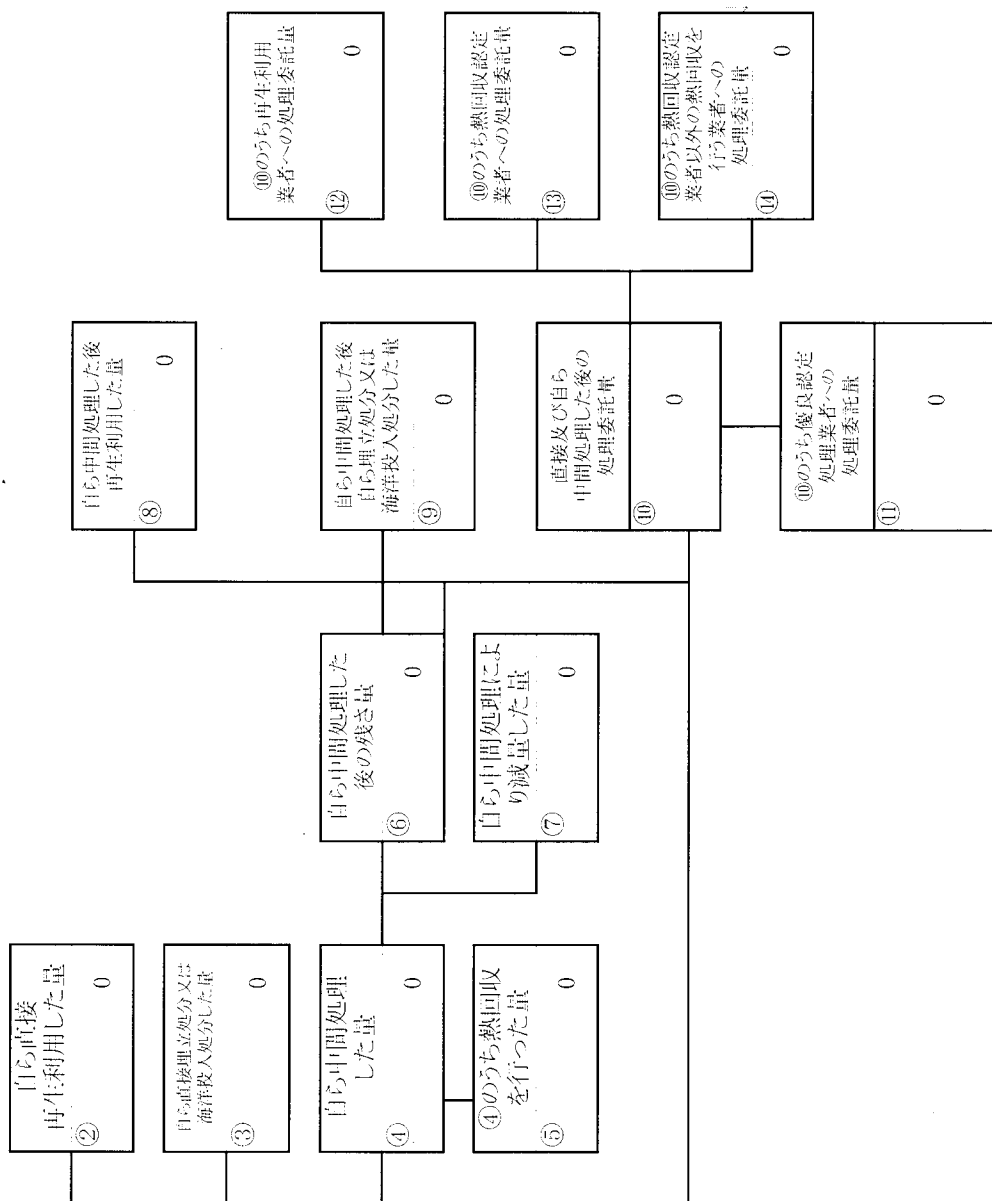 自ら直接
再生利用した量
②
0
自ら直接埋立処分又は
海洋投入処分した量
③
0
自ら中間処理
した量
④
0
④のうち熱回収
を行った量
⑤
0
自ら中間処理した
後の残さ量
⑥
0
自ら中間処理によ
り減量した量
⑦
0
自ら中間処理した後
再生利用した量
⑧
0
自ら中間処理した後
自ら埋立処分又は
海洋投入処分した量
⑨
0
直接及び自ら
中間処理した後の
処理委託量
⑩
0
⑩のうち優良認定
処理業者への
処理委託量
⑪
0
⑩のうち再生利用
業者への処理委託量
⑫
0
⑩のうち熱回収認定
業者への処理委託量
⑬
0
⑩のうち熱回収認定
業者以外の熱回収を
行う業者への
処理委託量
⑭
0